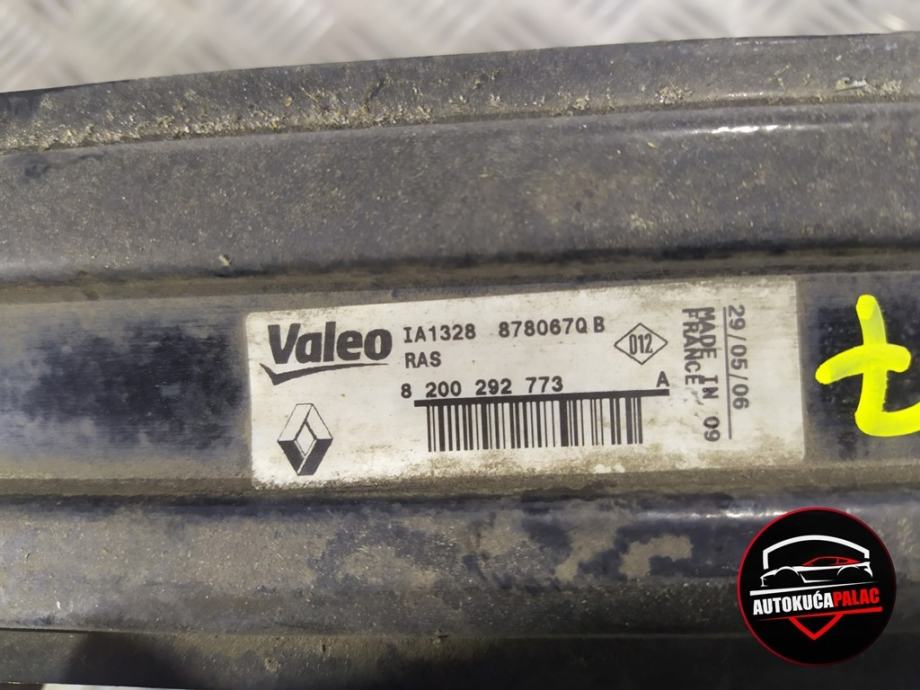 Valeo
IA1328 878067Q B
RAS
8 200 292 773 A
D12
MADE IN 09
FRANCE
29/05/06
AUTOKUĆAPALAC